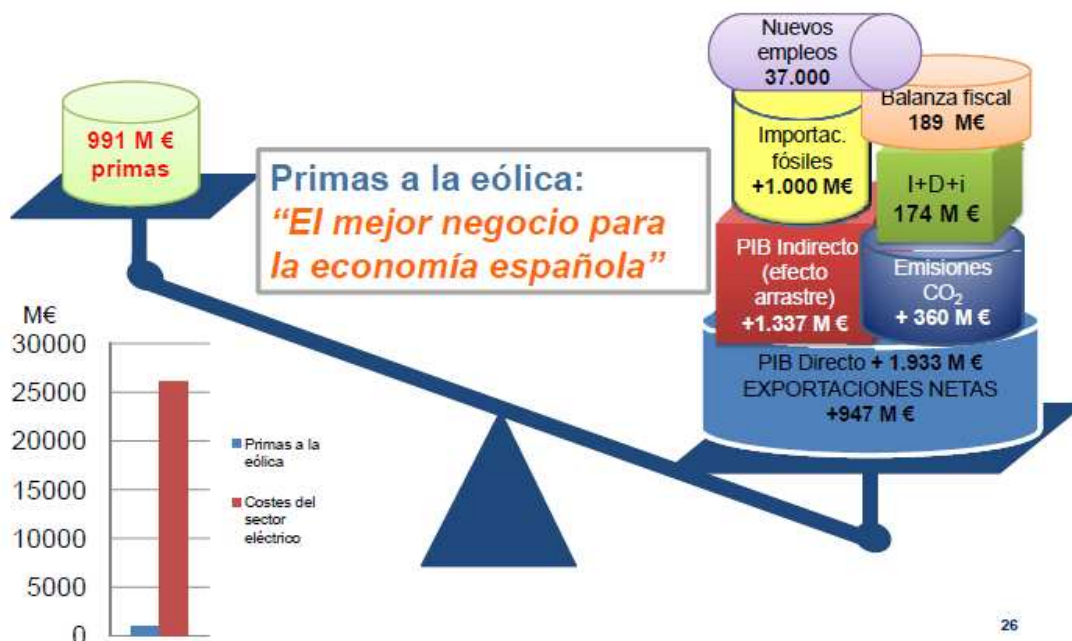 991 M €
primas
Primas a la eólica:
“El mejor negocio para
la economía española”
Nuevos
empleos
37.000
Balanza fiscal
189 M€
Importac.
fósiles
+1.000 M€
I+D+i
174 M €
PIB Indirecto
(efecto
arrastre)
+1.337 M €
Emisiones
CO2
+ 360 M €
PIB Directo + 1.933 M €
EXPORTACIONES NETAS
+947 M €
M€
30000
25000
20000
15000
10000
5000
0
Primas a la
eólica
Costes del
sector
eléctrico
26